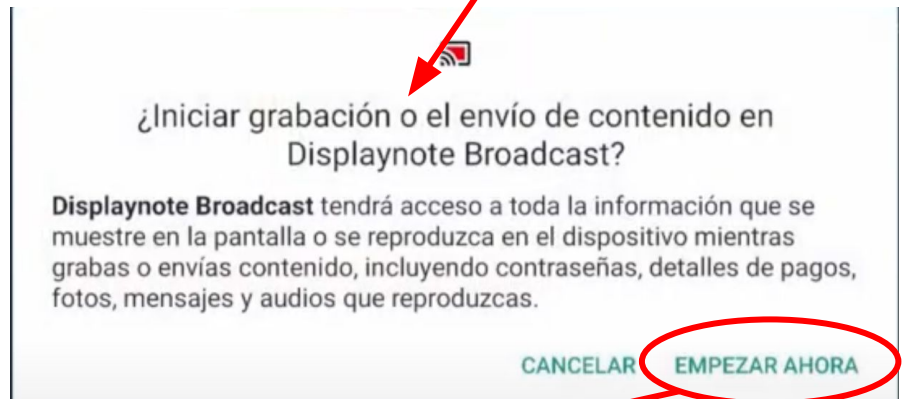 ¿Iniciar grabación o el envío de contenido en
Displaynote Broadcast?
Displaynote Broadcast tendrá acceso a toda la información que se
muestre en la pantalla o se reproduzca en el dispositivo mientras
grabas o envías contenido, incluyendo contraseñas, detalles de pagos,
fotos, mensajes y audios que reproduzcas.
CANCELAR EMPEZAR AHORA